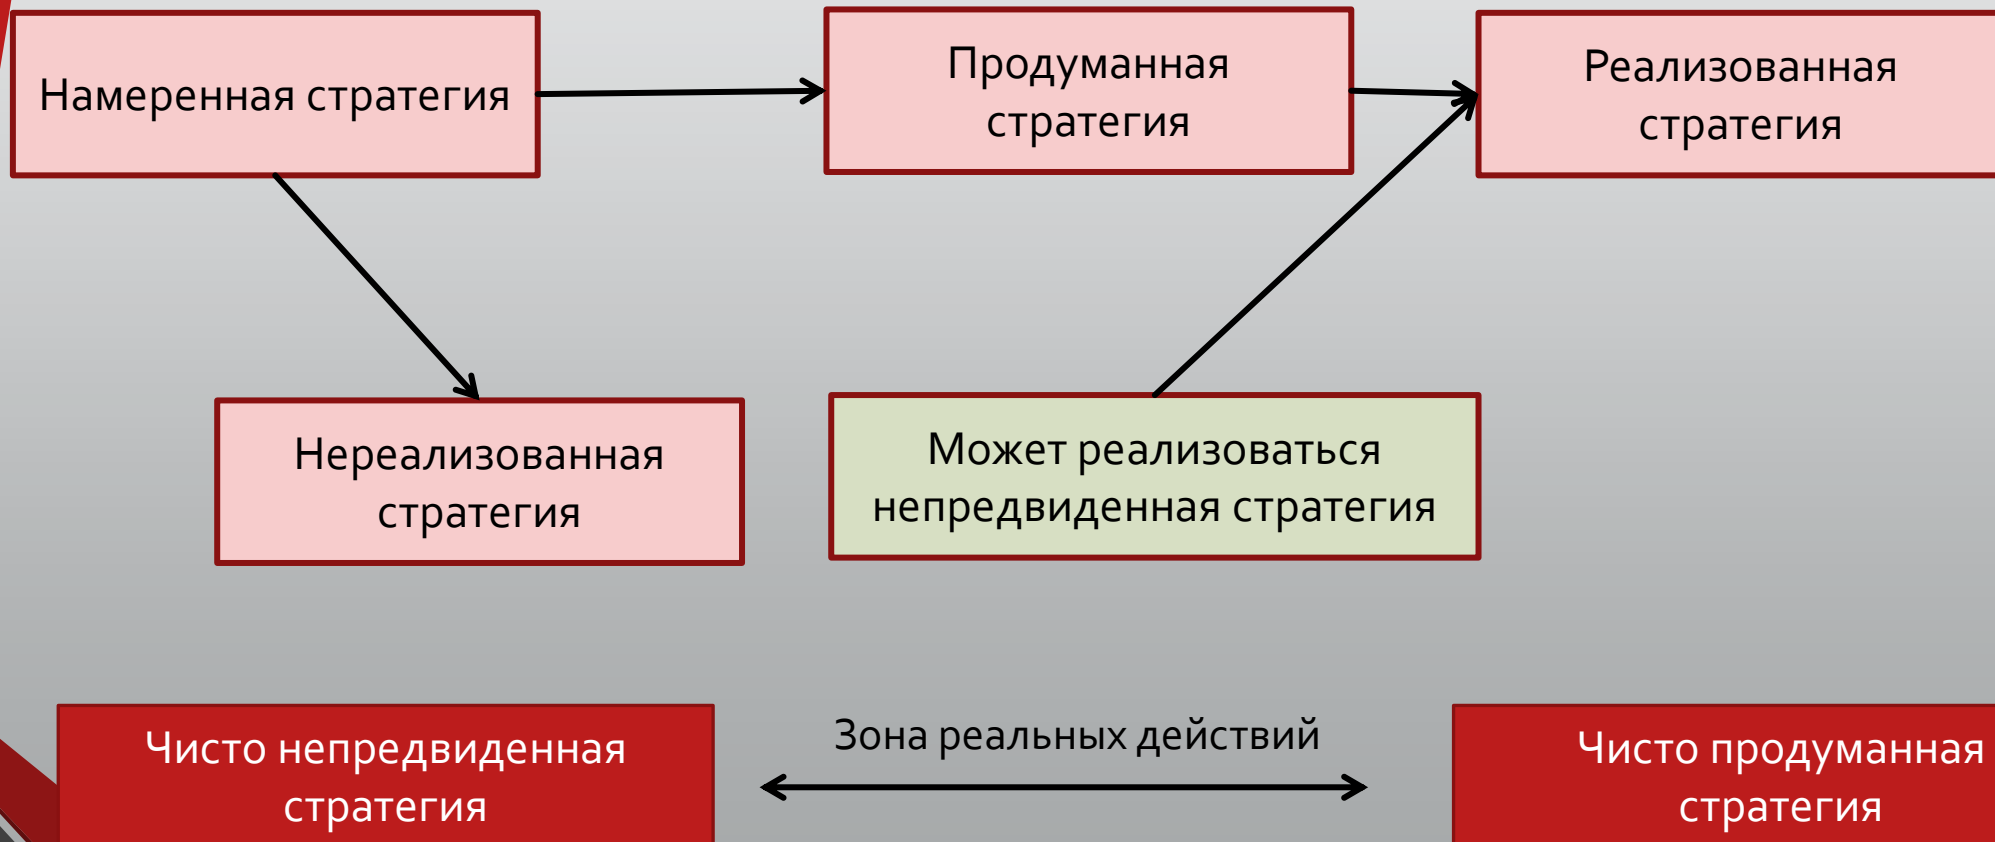 Намеренная стратегия
Продуманная
стратегия
Реализованная
стратегия
Нереализованная
стратегия
Может реализоваться
непредвиденная стратегия
Чисто непредвиденная
стратегия
Зона реальных действий
Чисто продуманная
стратегия